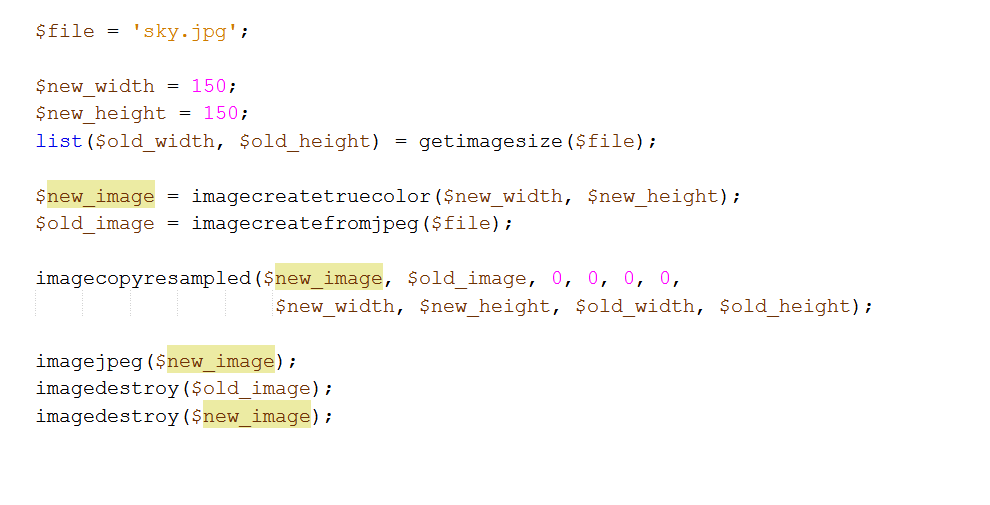 $file = 'sky.jpg';
$new_width = 150;
$new_height = 150;
list($old_width, $old_height) = getimagesize($file);
$new_image = imagecreatetruecolor($new_width, $new_height);
$old_image = imagecreatefromjpeg($file);
imagecopyresampled($new_image, $old_image, 0, 0, 0, 0,
$new_width, $new_height, $old_width, $old_height);
imagejpeg($new_image);
imagedestroy($old_image);
imagedestroy($new_image);